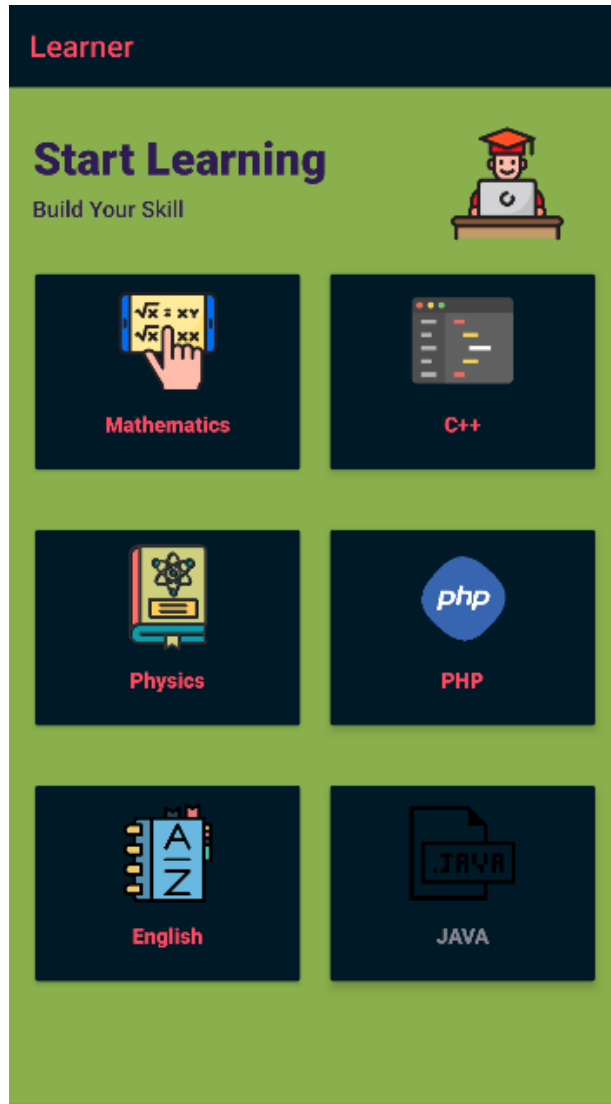 Learner
Start Learning
Build Your Skill
√x = xy
√x xx
Mathematics
C++
Physics
php
PHP
A
Z
English
.JAVA
JAVA